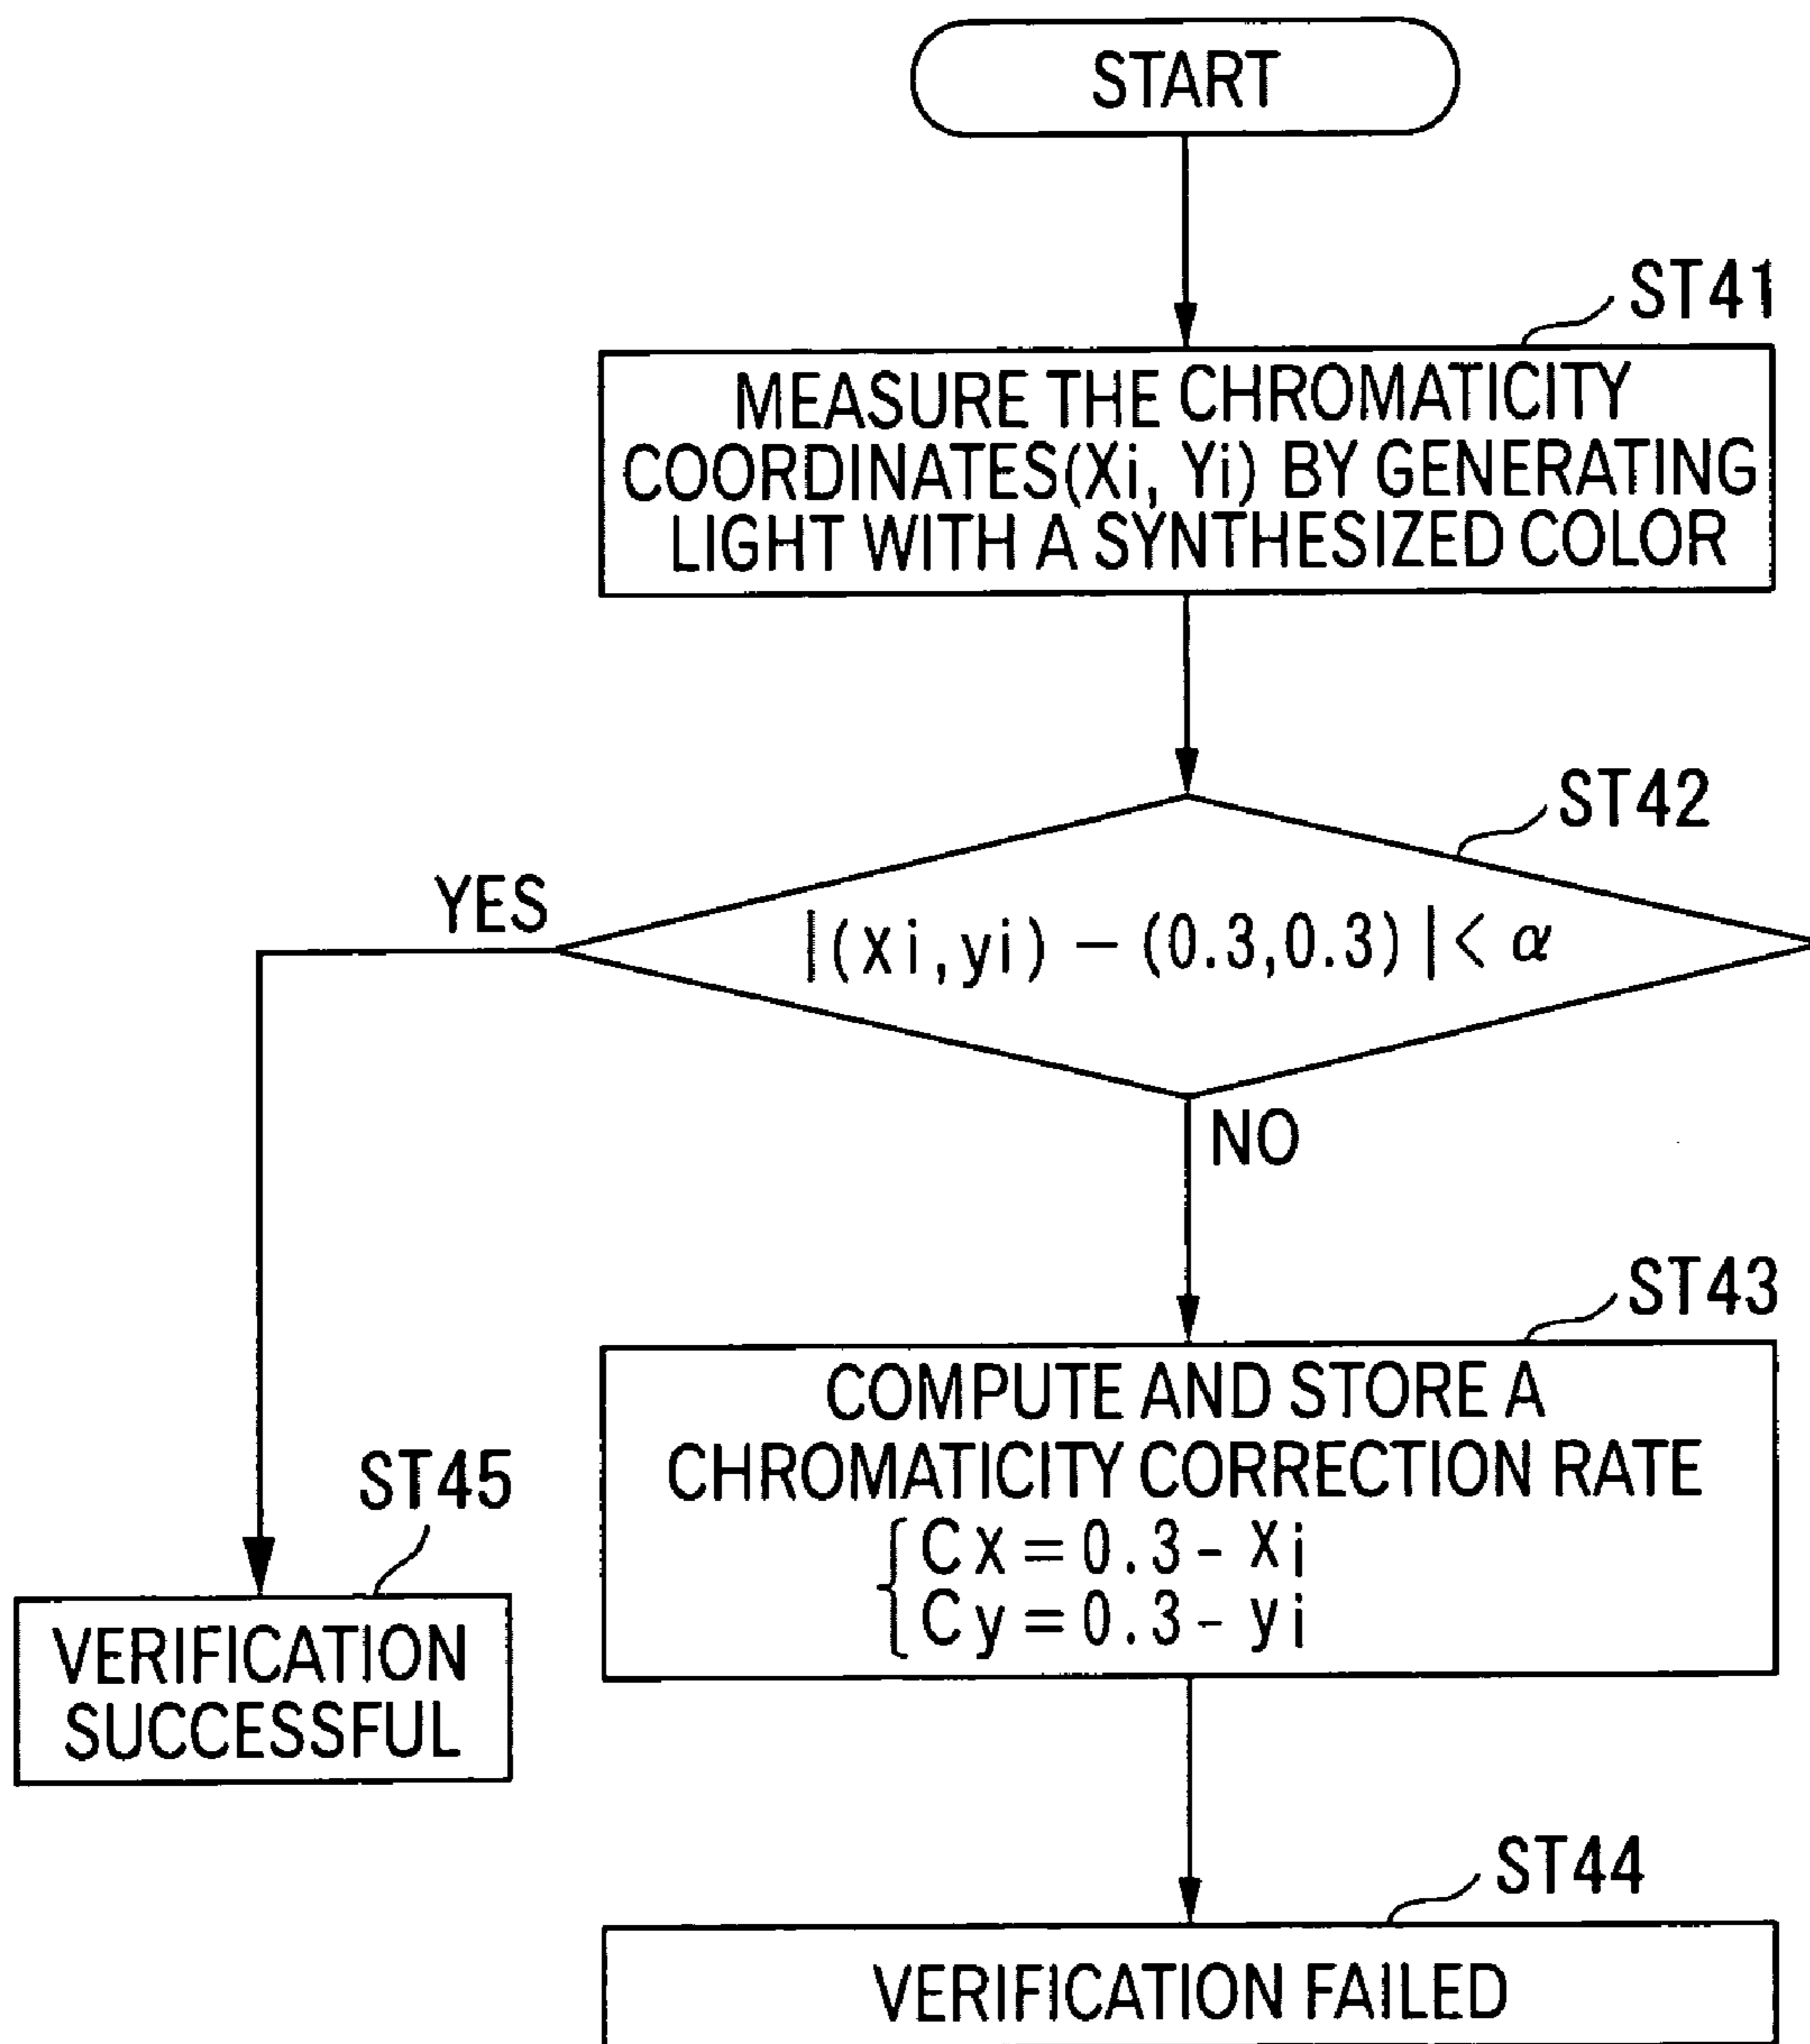 START
ST41
MEASURE THE CHROMATICITY
COORDINATES(Xi, Yi) BY GENERATING
LIGHT WITH A SYNTHESIZED COLOR
ST42
YES
|(xi,yi) − (0.3,0.3)| < α
NO
ST43
COMPUTE AND STORE A
CHROMATICITY CORRECTION RATE
Cx = 0.3 - Xi
Cy = 0.3 - yi
ST45
VERIFICATION
SUCCESSFUL
ST44
VERIFICATION FAILED